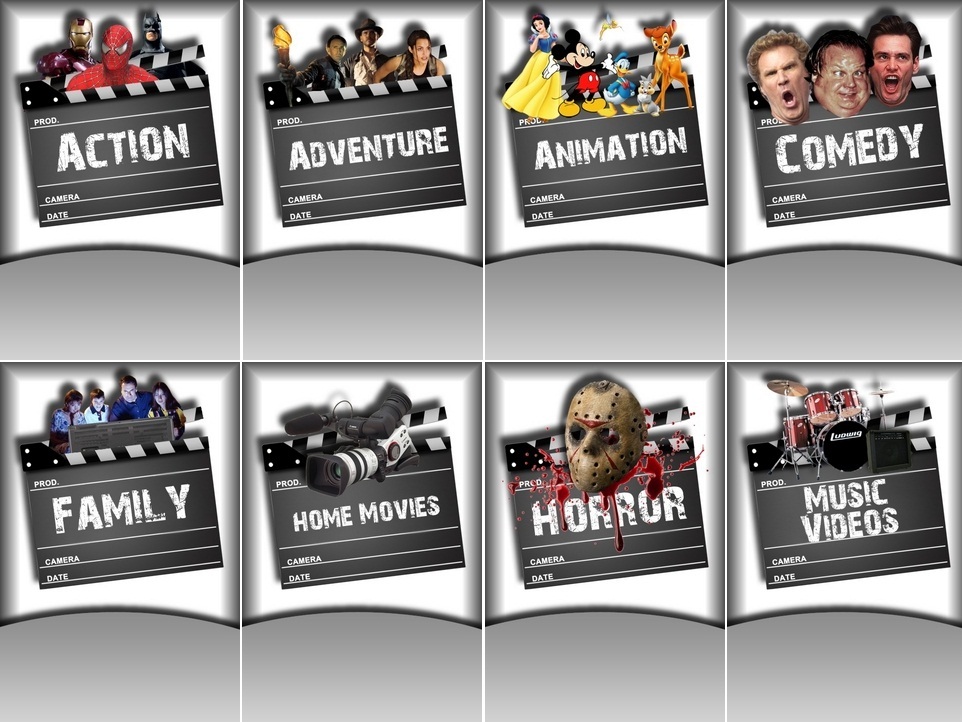 PROD.
ACTION
CAMERA
DATE
PROD.
ADVENTURE
CAMERA
DATE
PROD.
ANIMATION
CAMERA
DATE
PROD.
COMEDY
CAMERA
DATE
PROD.
FAMILY
CAMERA
DATE
PROD.
HOME MOVIES
CAMERA
DATE
PROD.
HORROR
CAMERA
DATE
Ludwig
PROD.
MUSIC
VIDEOS
CAMERA
DATE